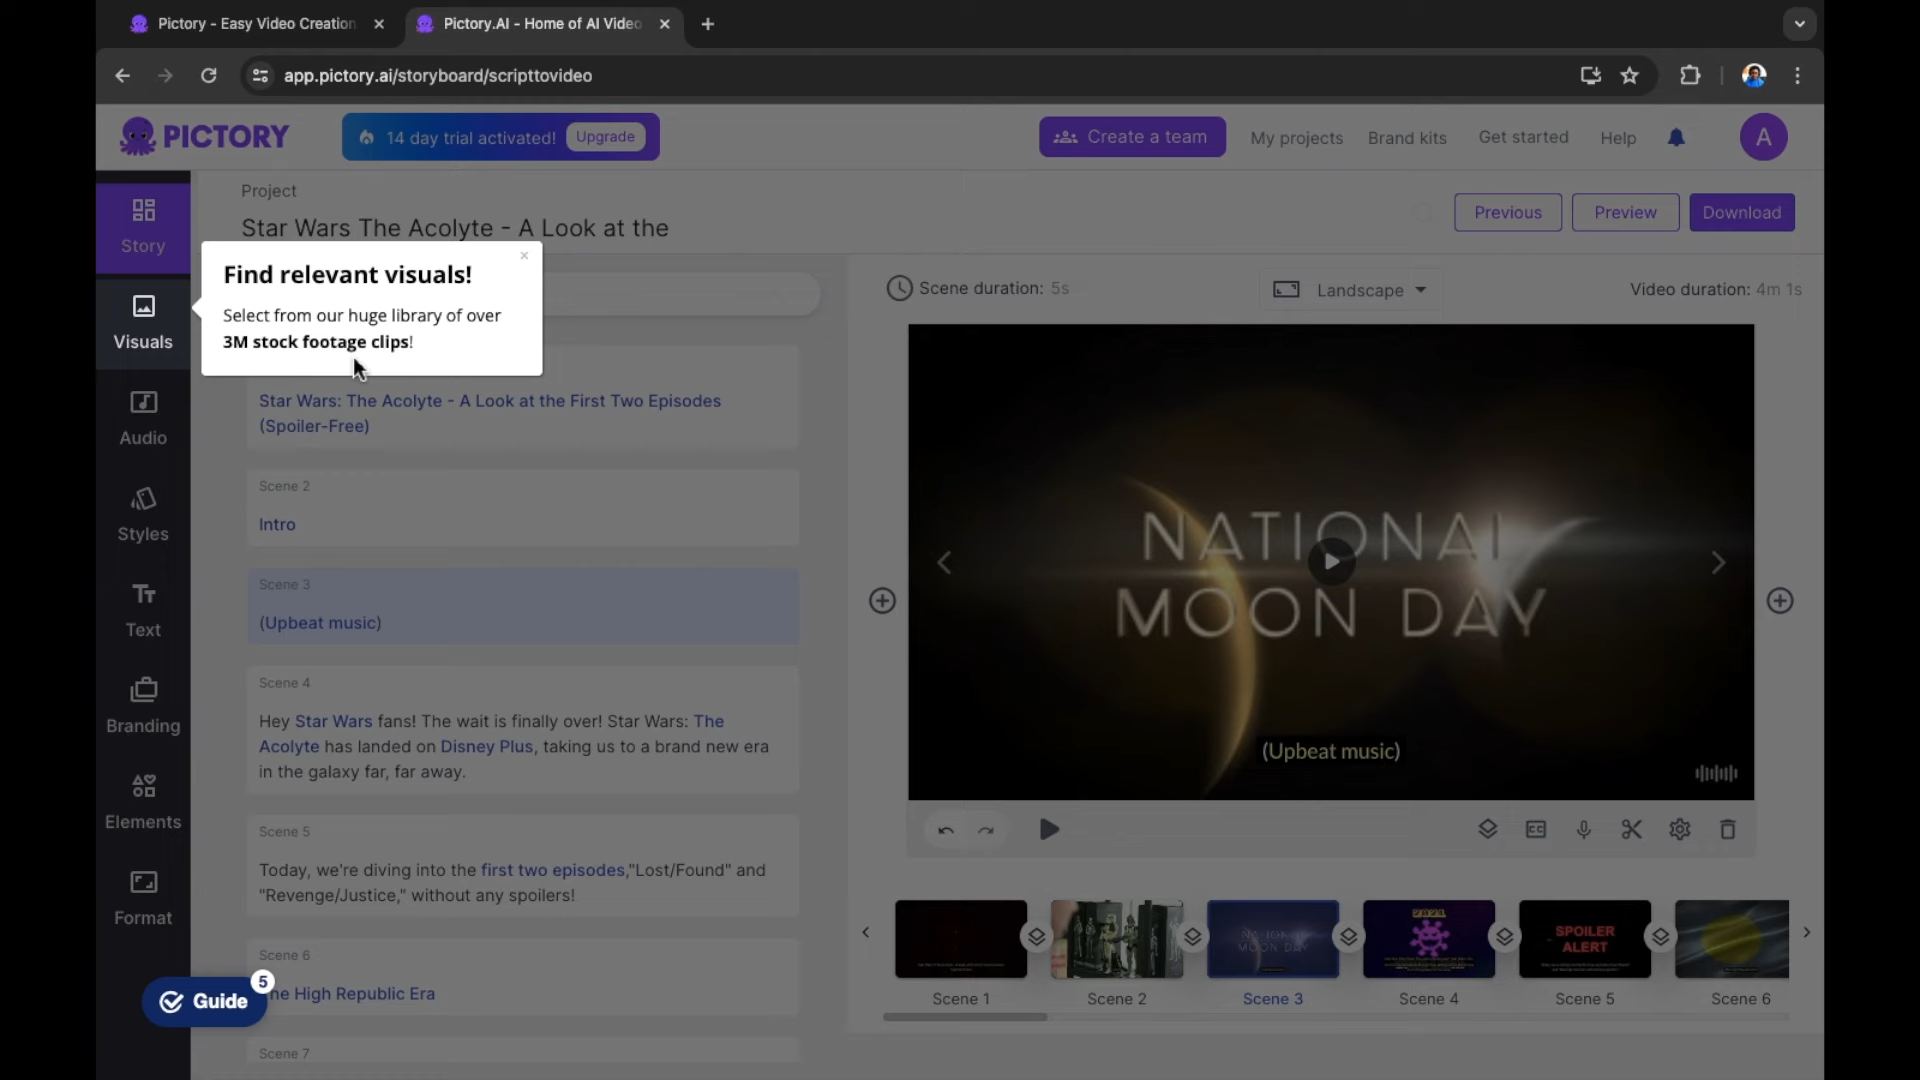 Pictory - Easy Video Creation
Pictory.AI - Home of AI Video
app.pictory.ai/storyboard/scripttovideo
PICTORY
14 day trial activated!
Upgrade
Create a team
My projects
Brand kits
Get started
Help
A
Project
Star Wars The Acolyte - A Look at the
Previous
Preview
Download
Story
Visuals
Audio
Styles
Text
Branding
Elements
Format
Find relevant visuals!
Select from our huge library of over
3M stock footage clips!
Star Wars: The Acolyte - A Look at the First Two Episodes
(Spoiler-Free)
Scene 2
Intro
Scene 3
(Upbeat music)
Scene 4
Hey Star Wars fans! The wait is finally over! Star Wars: The
Acolyte has landed on Disney Plus, taking us to a brand new era
in the galaxy far, far away.
Scene 5
Today, we're diving into the first two episodes,"Lost/Found" and
"Revenge/Justice," without any spoilers!
Scene 6
he High Republic Era
Scene 7
Guide
5
Scene duration: 5s
Landscape
Video duration: 4m 1s
NATIONAL
MOON DAY
(Upbeat music)
CC
NATIONAL
MOON DAY
2021
SPOILER
ALERT
Scene 1
Scene 2
Scene 3
Scene 4
Scene 5
Scene 6